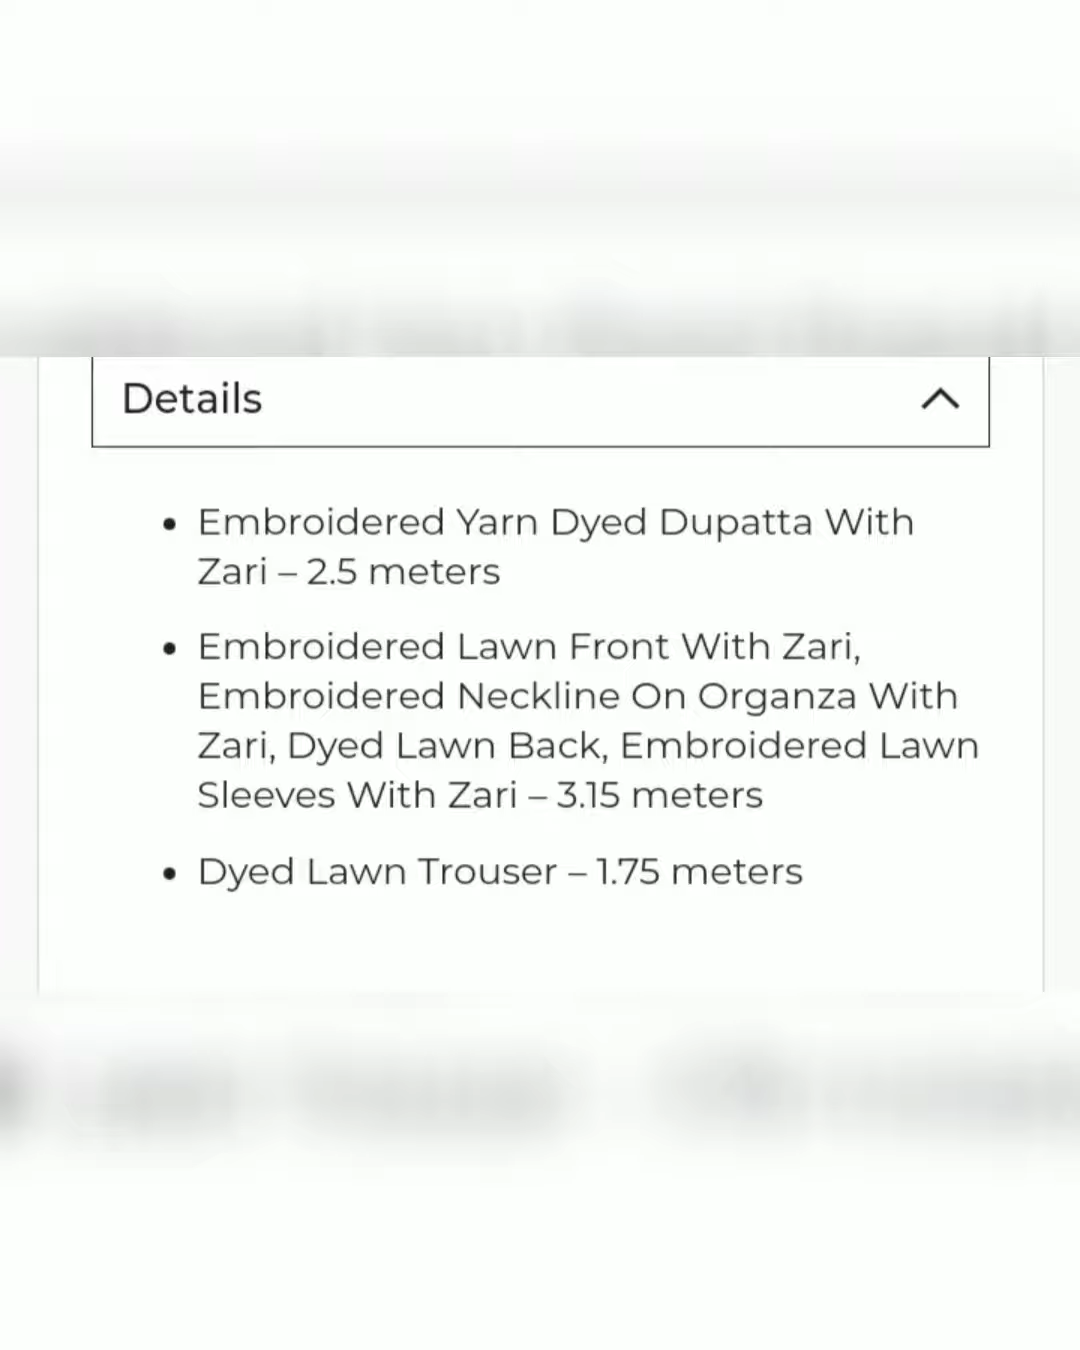 Details
• Embroidered Yarn Dyed Dupatta With
Zari – 2.5 meters
• Embroidered Lawn Front With Zari,
Embroidered Neckline On Organza With
Zari, Dyed Lawn Back, Embroidered Lawn
Sleeves With Zari – 3.15 meters
• Dyed Lawn Trouser – 1.75 meters